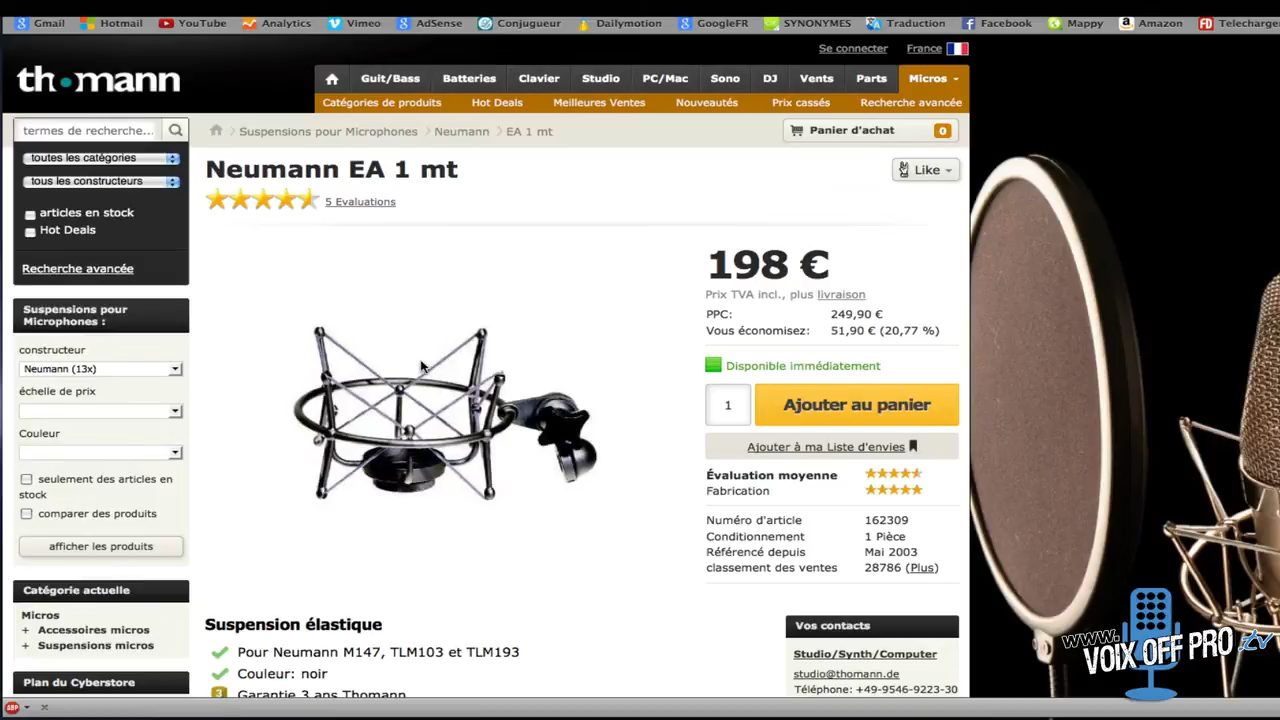 Gmail Hotmail YouTube Analytics Vimeo AdSense Conjugueur Dailymotion GoogleFR SYNONYMES Traduction Facebook Mappy Amazon Telecharge
Se connecter France
th•mann
Guit/Bass Batteries Clavier Studio PC/Mac Sono DJ Vents Parts Micros
Catégories de produits Hot Deals Meilleures Ventes Nouveautés Prix cassés Recherche avancée
termes de recherche...
Suspensions pour Microphones Neumann EA 1 mt
Panier d'achat 0
toutes les catégories
tous les constructeurs
articles en stock
Hot Deals
Recherche avancée
Neumann EA 1 mt
Like
5 Evaluations
198 €
Prix TVA incl., plus livraison
PPC: 249,90 €
Vous économisez: 51,90 € (20,77 %)
Disponible immédiatement
1 Ajouter au panier
Ajouter à ma Liste d'envies
Évaluation moyenne
Fabrication
Numéro d'article 162309
Conditionnement 1 Pièce
Référencé depuis Mai 2003
classement des ventes 28786 (Plus)
Suspensions pour
Microphones :
constructeur
Neumann (13x)
échelle de prix
Couleur
seulement des articles en
stock
comparer des produits
afficher les produits
Catégorie actuelle
Micros
+ Accessoires micros
+ Suspensions micros
Plan du Cyberstore
Suspension élastique
Pour Neumann M147, TLM103 et TLM193
Couleur: noir
3 Garantie 3 ans Thomann
Vos contacts
Studio/Synth/Computer
studio@thomann.de
Téléphone: +49-9546-9223-30
www.
VOIX OFF PRO.tv
ABP